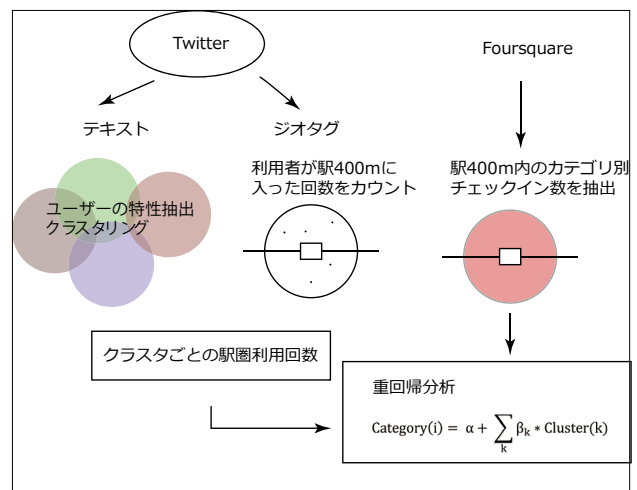 Twitter
Foursquare
テキスト
ジオタグ
利用者が駅400mに
入った回数をカウント
駅400m内のカテゴリ別
チェックイン数を抽出
ユーザーの特性抽出
クラスタリング
クラスタごとの駅圏利用回数
重回帰分析
Category(i) = α + ∑ₖ βₖ * Cluster(k)